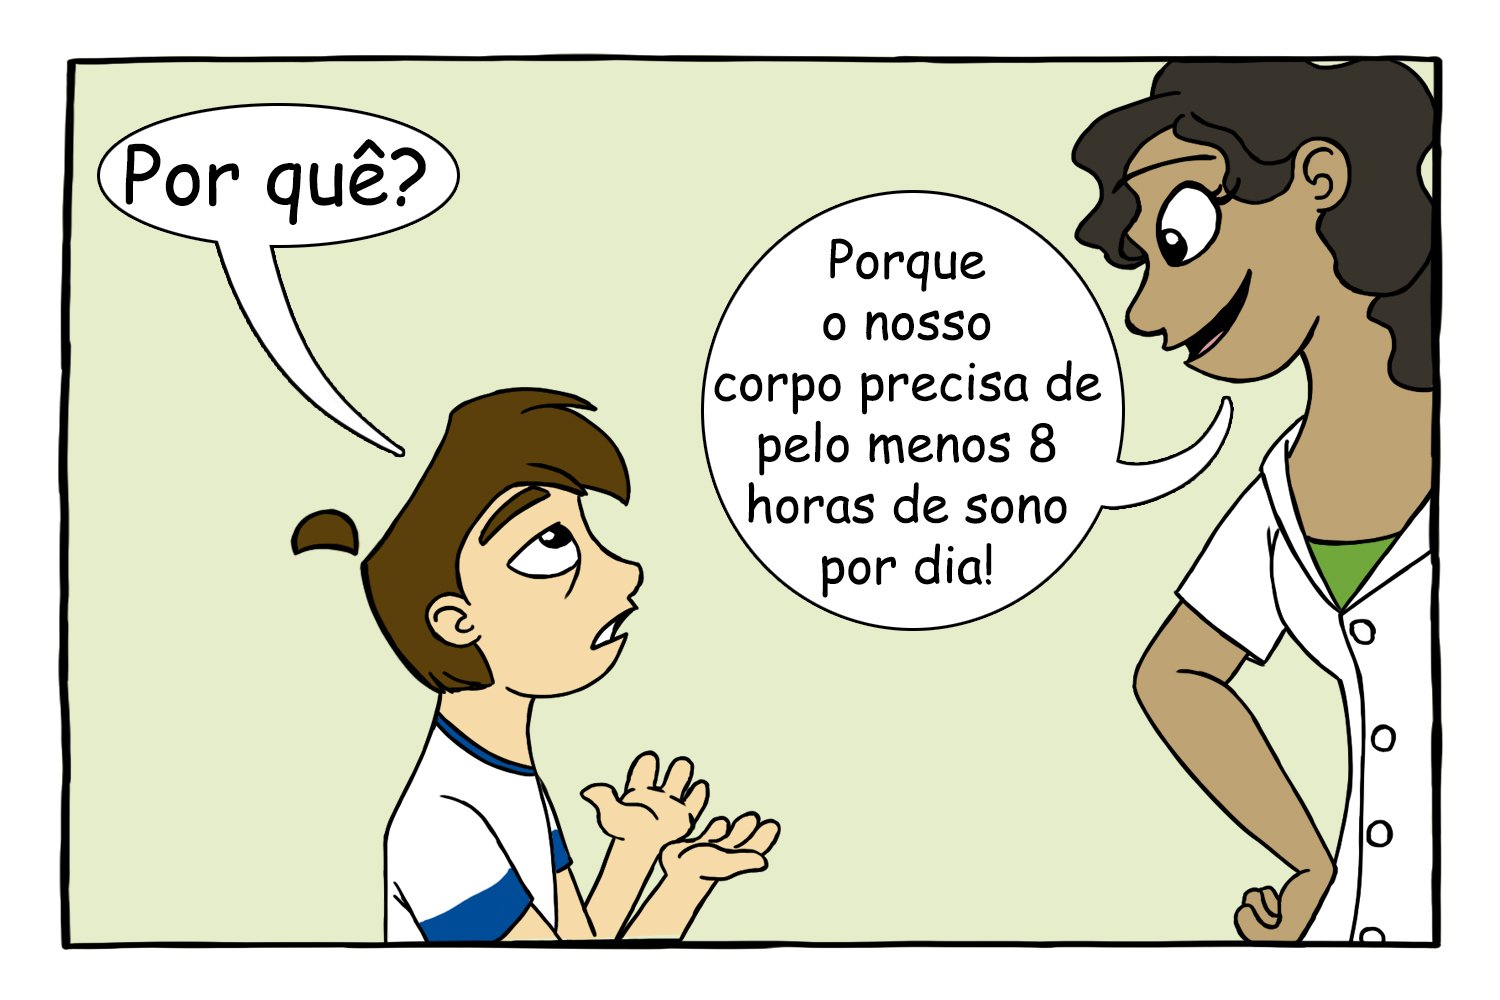 Por quê?
Porque
o nosso
corpo precisa de
pelo menos 8
horas de sono
por dia!